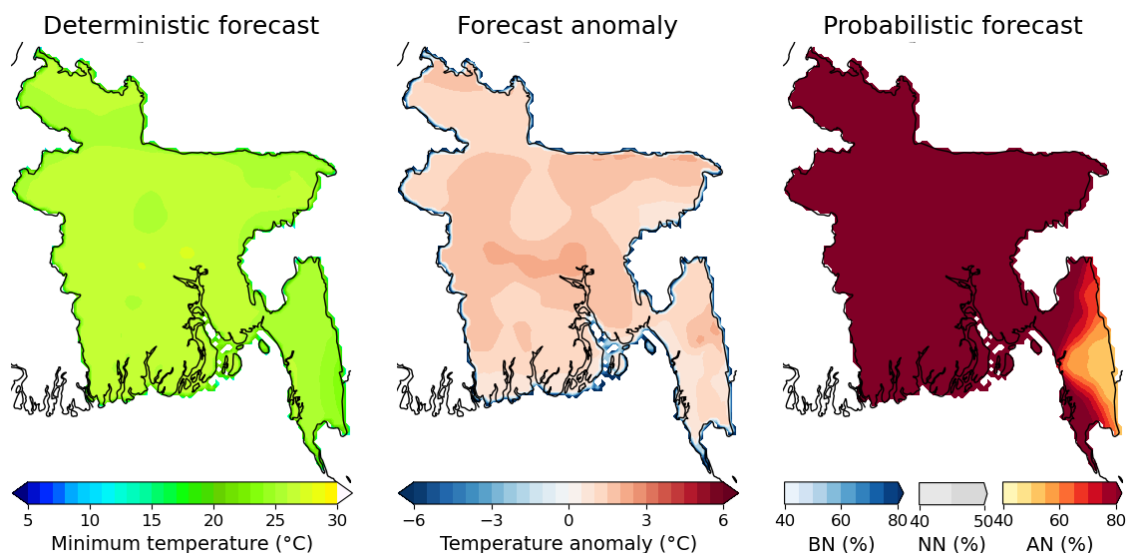 Deterministic forecast
Forecast anomaly
Probabilistic forecast
5 10 15 20 25 30
Minimum temperature (°C)
−6 −3 0 3 6
Temperature anomaly (°C)
40 60 80
BN (%)
40 50
NN (%)
40 60 80
AN (%)